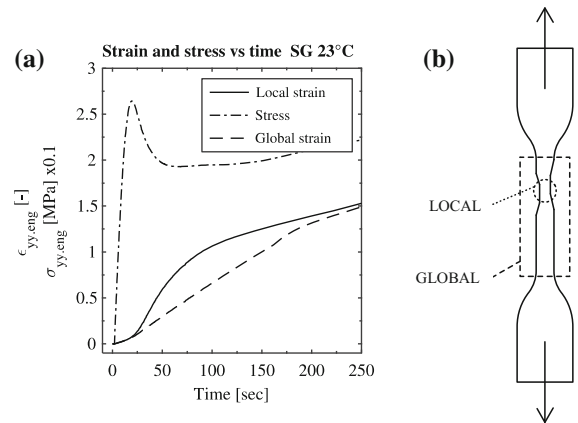 (a)
Strain and stress vs time SG 23°C
3
2.5
2
1.5
1
0.5
0
Local strain
Stress
Global strain
ϵyy.eng [-]
σyy.eng [MPa] x0.1
0 50 100 150 200 250
Time [sec]
(b)
LOCAL
GLOBAL